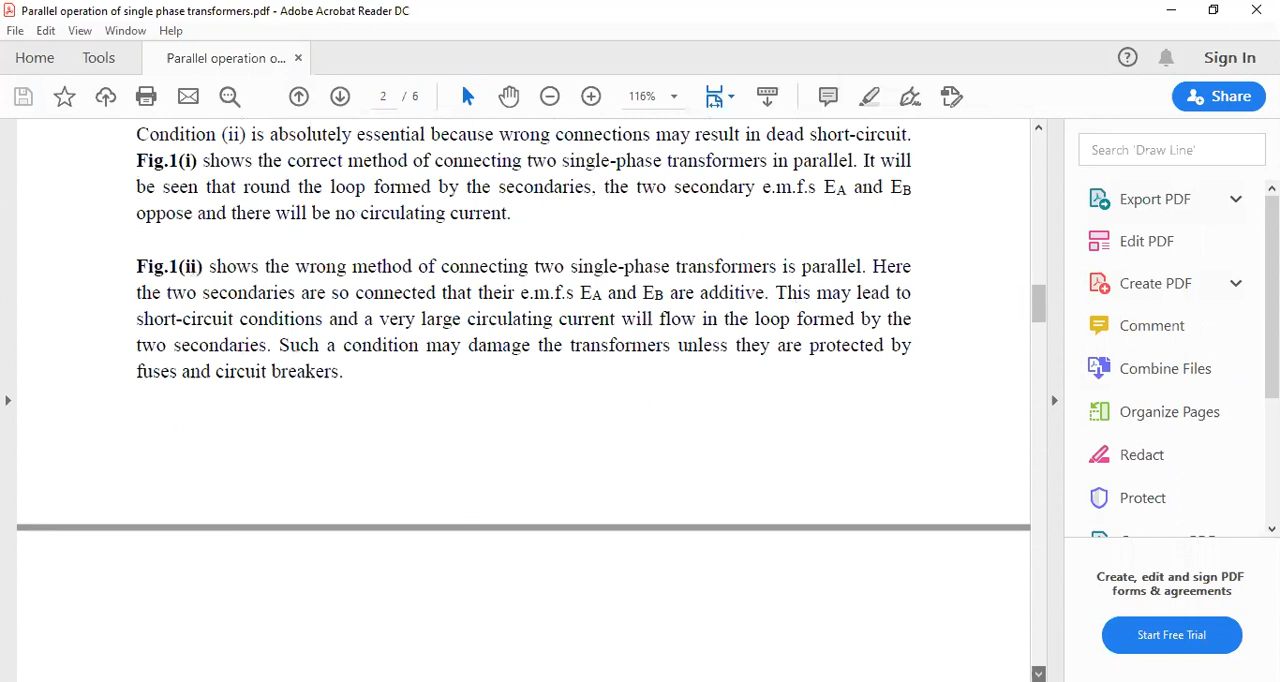 Parallel operation of single phase transformers.pdf - Adobe Acrobat Reader DC
File Edit View Window Help
Home Tools Parallel operation o... × Sign In
2 / 6 116% Share
Condition (ii) is absolutely essential because wrong connections may result in dead short-circuit.
Fig.1(i) shows the correct method of connecting two single-phase transformers in parallel. It will
be seen that round the loop formed by the secondaries, the two secondary e.m.f.s EA and EB
oppose and there will be no circulating current.
Fig.1(ii) shows the wrong method of connecting two single-phase transformers is parallel. Here
the two secondaries are so connected that their e.m.f.s EA and EB are additive. This may lead to
short-circuit conditions and a very large circulating current will flow in the loop formed by the
two secondaries. Such a condition may damage the transformers unless they are protected by
fuses and circuit breakers.
Search 'Draw Line'
Export PDF
Edit PDF
Create PDF
Comment
Combine Files
Organize Pages
Redact
Protect
Create, edit and sign PDF
forms & agreements
Start Free Trial